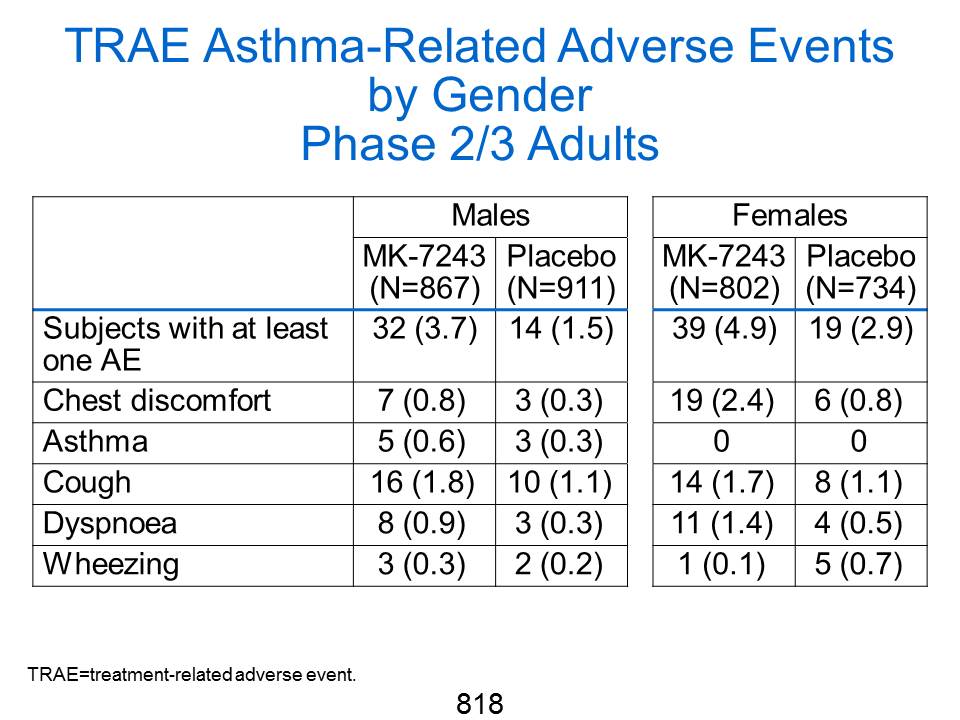 TRAE Asthma-Related Adverse Events
by Gender
Phase 2/3 Adults
Males Females
MK-7243 Placebo MK-7243 Placebo
(N=867) (N=911) (N=802) (N=734)
Subjects with at least 32 (3.7) 14 (1.5) 39 (4.9) 19 (2.9)
one AE
Chest discomfort 7 (0.8) 3 (0.3) 19 (2.4) 6 (0.8)
Asthma 5 (0.6) 3 (0.3) 0 0
Cough 16 (1.8) 10 (1.1) 14 (1.7) 8 (1.1)
Dyspnoea 8 (0.9) 3 (0.3) 11 (1.4) 4 (0.5)
Wheezing 3 (0.3) 2 (0.2) 1 (0.1) 5 (0.7)
TRAE=treatment-related adverse event.
818